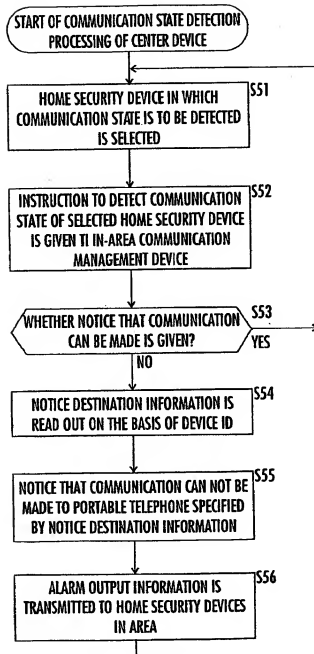 START OF COMMUNICATION STATE DETECTION
PROCESSING OF CENTER DEVICE
S51
HOME SECURITY DEVICE IN WHICH
COMMUNICATION STATE IS TO BE DETECTED
IS SELECTED
S52
INSTRUCTION TO DETECT COMMUNICATION
STATE OF SELECTED HOME SECURITY DEVICE
IS GIVEN TI IN-AREA COMMUNICATION
MANAGEMENT DEVICE
S53
WHETHER NOTICE THAT COMMUNICATION
CAN BE MADE IS GIVEN?
YES
NO
S54
NOTICE DESTINATION INFORMATION IS
READ OUT ON THE BASIS OF DEVICE ID
S55
NOTICE THAT COMMUNICATION CAN NOT BE
MADE TO PORTABLE TELEPHONE SPECIFIED
BY NOTICE DESTINATION INFORMATION
S56
ALARM OUTPUT INFORMATION IS
TRANSMITTED TO HOME SECURITY DEVICES
IN AREA